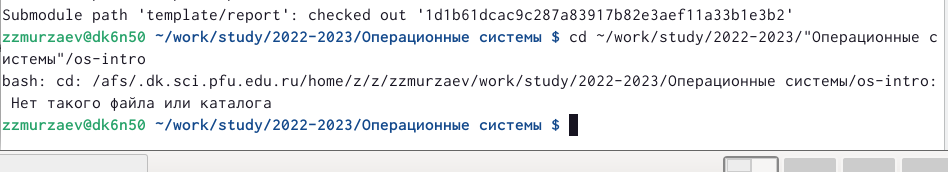 Submodule path 'template/report': checked out '1d1b61dcac9c287a83917b82e3aef11a33b1e3b2'
zzmurzaev@dk6n50 ~/work/study/2022-2023/Операционные системы $ cd ~/work/study/2022-2023/"Операционные с
истемы"/os-intro
bash: cd: /afs/.dk.sci.pfu.edu.ru/home/z/z/zzmurzaev/work/study/2022-2023/Операционные системы/os-intro:
Нет такого файла или каталога
zzmurzaev@dk6n50 ~/work/study/2022-2023/Операционные системы $